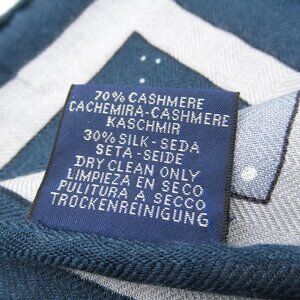 70% CASHMERE
CACHEMIRA-CASHMERE
KASCHMIR
30% SILK-SEDA
SETA-SEIDE
DRY CLEAN ONLY
LIMPIEZA EN SECO
PULITURA A SECCO
TROCKENREINIGUNG